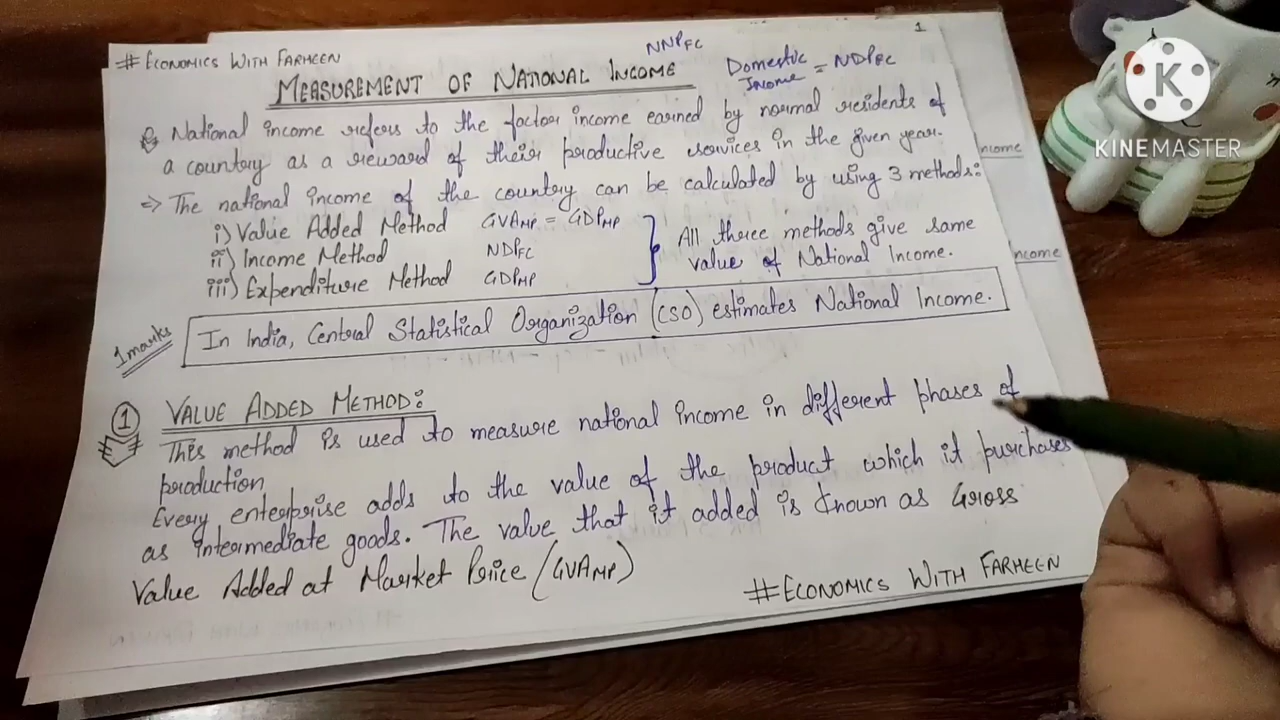 1
# ECONOMICS WITH FARHEEN
NNPFC
MEASUREMENT OF NATIONAL INCOME
Domestic Income = NDPFC
National income refers to the factor income earned by normal residents of
a country as a reward of their productive services in the given year.
⇒ The national income of the country can be calculated by using 3 methods:
i) Value Added Method GVAMP = GDPMP
ii) Income Method NDPFC
iii) Expenditure Method GDPMP
All three methods give same
value of National Income.
1 marks
In India, Central Statistical Organization (CSO) estimates National Income.
1 VALUE ADDED METHOD:
This method is used to measure national income in different phases of
production
Every enterprise adds to the value of the product which it purchases
as intermediate goods. The value that it added is known as Gross
Value Added at Market Price (GVAMP)
#ECONOMICS WITH FARHEEN
ncome
ncome
K
KINEMASTER